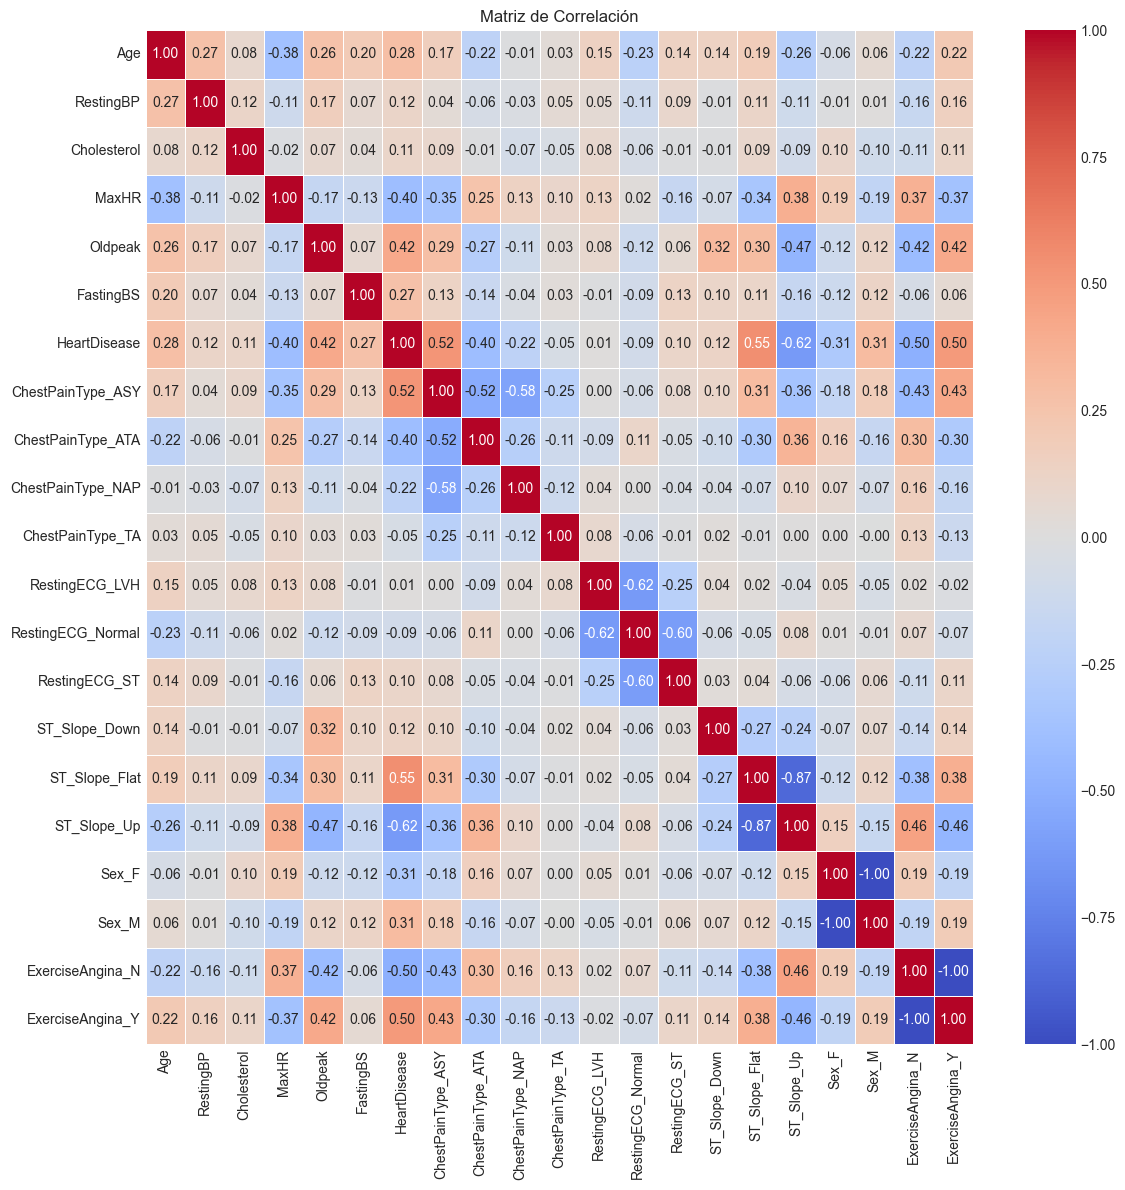 Matriz de Correlación
Age 1.00 0.27 0.08 -0.38 0.26 0.20 0.28 0.17 -0.22 -0.01 0.03 0.15 -0.23 0.14 0.14 0.19 -0.26 -0.06 0.06 -0.22 0.22
RestingBP 0.27 1.00 0.12 -0.11 0.17 0.07 0.12 0.04 -0.06 -0.03 0.05 0.05 -0.11 0.09 -0.01 0.11 -0.11 -0.01 0.01 -0.16 0.16
Cholesterol 0.08 0.12 1.00 -0.02 0.07 0.04 0.11 0.09 -0.01 -0.07 -0.05 0.08 -0.06 -0.01 -0.01 0.09 -0.09 0.10 -0.10 -0.11 0.11
MaxHR -0.38 -0.11 -0.02 1.00 -0.17 -0.13 -0.40 -0.35 0.25 0.13 0.10 0.13 0.02 -0.16 -0.07 -0.34 0.38 0.19 -0.19 0.37 -0.37
Oldpeak 0.26 0.17 0.07 -0.17 1.00 0.07 0.42 0.29 -0.27 -0.11 0.03 0.08 -0.12 0.06 0.32 0.30 -0.47 -0.12 0.12 -0.42 0.42
FastingBS 0.20 0.07 0.04 -0.13 0.07 1.00 0.27 0.13 -0.14 -0.04 0.03 -0.01 -0.09 0.13 0.10 0.11 -0.16 -0.12 0.12 -0.06 0.06
HeartDisease 0.28 0.12 0.11 -0.40 0.42 0.27 1.00 0.52 -0.40 -0.22 -0.05 0.01 -0.09 0.10 0.12 0.55 -0.62 -0.31 0.31 -0.50 0.50
ChestPainType_ASY 0.17 0.04 0.09 -0.35 0.29 0.13 0.52 1.00 -0.52 -0.58 -0.25 0.00 -0.06 0.08 0.10 0.31 -0.36 -0.18 0.18 -0.43 0.43
ChestPainType_ATA -0.22 -0.06 -0.01 0.25 -0.27 -0.14 -0.40 -0.52 1.00 -0.26 -0.11 -0.09 0.11 -0.05 -0.10 -0.30 0.36 0.16 -0.16 0.30 -0.30
ChestPainType_NAP -0.01 -0.03 -0.07 0.13 -0.11 -0.04 -0.22 -0.58 -0.26 1.00 -0.12 0.04 0.00 -0.04 -0.04 -0.07 0.10 0.07 -0.07 0.16 -0.16
ChestPainType_TA 0.03 0.05 -0.05 0.10 0.03 0.03 -0.05 -0.25 -0.11 -0.12 1.00 0.08 -0.06 -0.01 0.02 -0.01 0.00 0.00 -0.00 0.13 -0.13
RestingECG_LVH 0.15 0.05 0.08 0.13 0.08 -0.01 0.01 0.00 -0.09 0.04 0.08 1.00 -0.62 -0.25 0.04 0.02 -0.04 0.05 -0.05 0.02 -0.02
RestingECG_Normal -0.23 -0.11 -0.06 0.02 -0.12 -0.09 -0.09 -0.06 0.11 0.00 -0.06 -0.62 1.00 -0.60 -0.06 -0.05 0.08 0.01 -0.01 0.07 -0.07
RestingECG_ST 0.14 0.09 -0.01 -0.16 0.06 0.13 0.10 0.08 -0.05 -0.04 -0.01 -0.25 -0.60 1.00 0.03 0.04 -0.06 -0.06 0.06 -0.11 0.11
ST_Slope_Down 0.14 -0.01 -0.01 -0.07 0.32 0.10 0.12 0.10 -0.10 -0.04 0.02 0.04 -0.06 0.03 1.00 -0.27 -0.24 -0.07 0.07 -0.14 0.14
ST_Slope_Flat 0.19 0.11 0.09 -0.34 0.30 0.11 0.55 0.31 -0.30 -0.07 -0.01 0.02 -0.05 0.04 -0.27 1.00 -0.87 -0.12 0.12 -0.38 0.38
ST_Slope_Up -0.26 -0.11 -0.09 0.38 -0.47 -0.16 -0.62 -0.36 0.36 0.10 0.00 -0.04 0.08 -0.06 -0.24 -0.87 1.00 0.15 -0.15 0.46 -0.46
Sex_F -0.06 -0.01 0.10 0.19 -0.12 -0.12 -0.31 -0.18 0.16 0.07 0.00 0.05 0.01 -0.06 -0.07 -0.12 0.15 1.00 -1.00 0.19 -0.19
Sex_M 0.06 0.01 -0.10 -0.19 0.12 0.12 0.31 0.18 -0.16 -0.07 -0.00 -0.05 -0.01 0.06 0.07 0.12 -0.15 -1.00 1.00 -0.19 0.19
ExerciseAngina_N -0.22 -0.16 -0.11 0.37 -0.42 -0.06 -0.50 -0.43 0.30 0.16 0.13 0.02 0.07 -0.11 -0.14 -0.38 0.46 0.19 -0.19 1.00 -1.00
ExerciseAngina_Y 0.22 0.16 0.11 -0.37 0.42 0.06 0.50 0.43 -0.30 -0.16 -0.13 -0.02 -0.07 0.11 0.14 0.38 -0.46 -0.19 0.19 -1.00 1.00
Age
RestingBP
Cholesterol
MaxHR
Oldpeak
FastingBS
HeartDisease
ChestPainType_ASY
ChestPainType_ATA
ChestPainType_NAP
ChestPainType_TA
RestingECG_LVH
RestingECG_Normal
RestingECG_ST
ST_Slope_Down
ST_Slope_Flat
ST_Slope_Up
Sex_F
Sex_M
ExerciseAngina_N
ExerciseAngina_Y
1.00
0.75
0.50
0.25
0.00
−0.25
−0.50
−0.75
−1.00